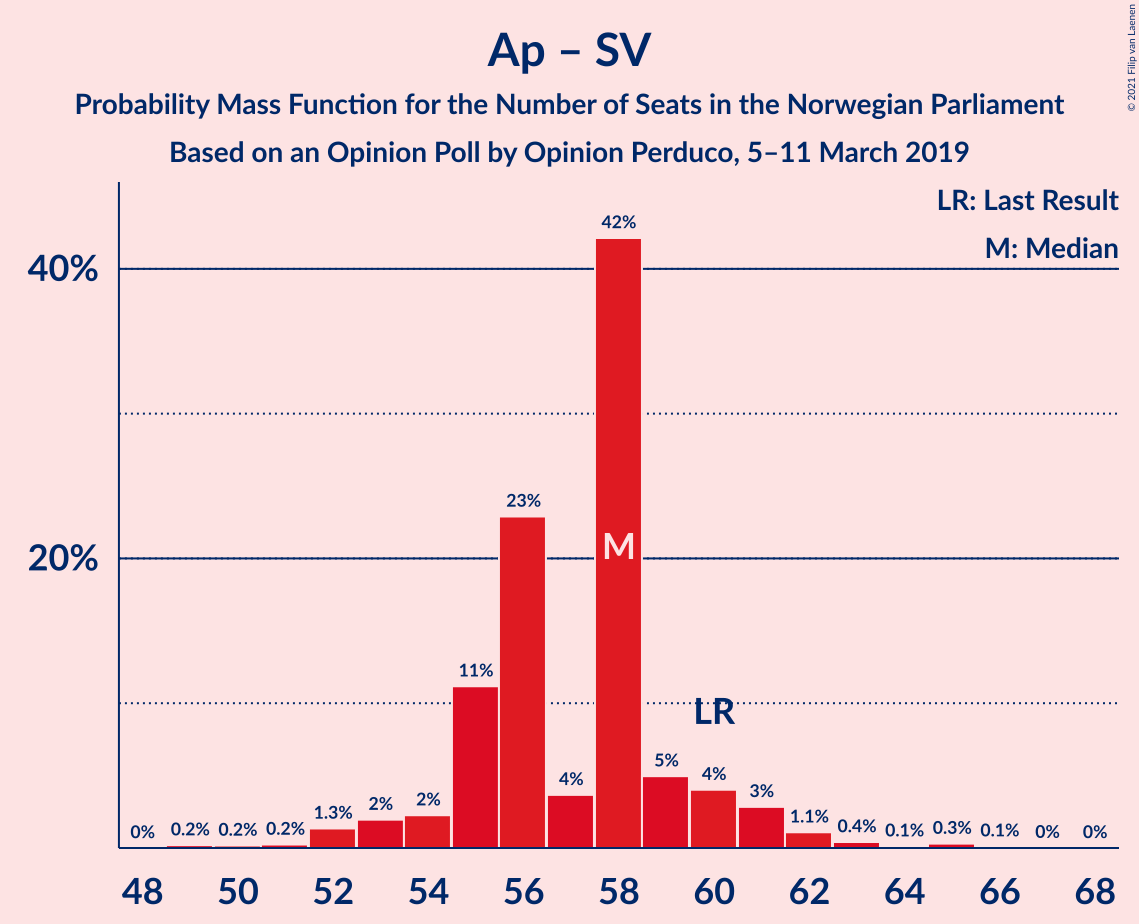 Ap – SV
Probability Mass Function for the Number of Seats in the Norwegian Parliament
Based on an Opinion Poll by Opinion Perduco, 5–11 March 2019
© 2021 Filip van Laenen
LR: Last Result
M: Median
40%
20%
0%
0.2%
0.2%
0.2%
1.3%
2%
2%
11%
23%
4%
42%
M
5%
LR
4%
3%
1.1%
0.4%
0.1%
0.3%
0.1%
0%
0%
48 50 52 54 56 58 60 62 64 66 68